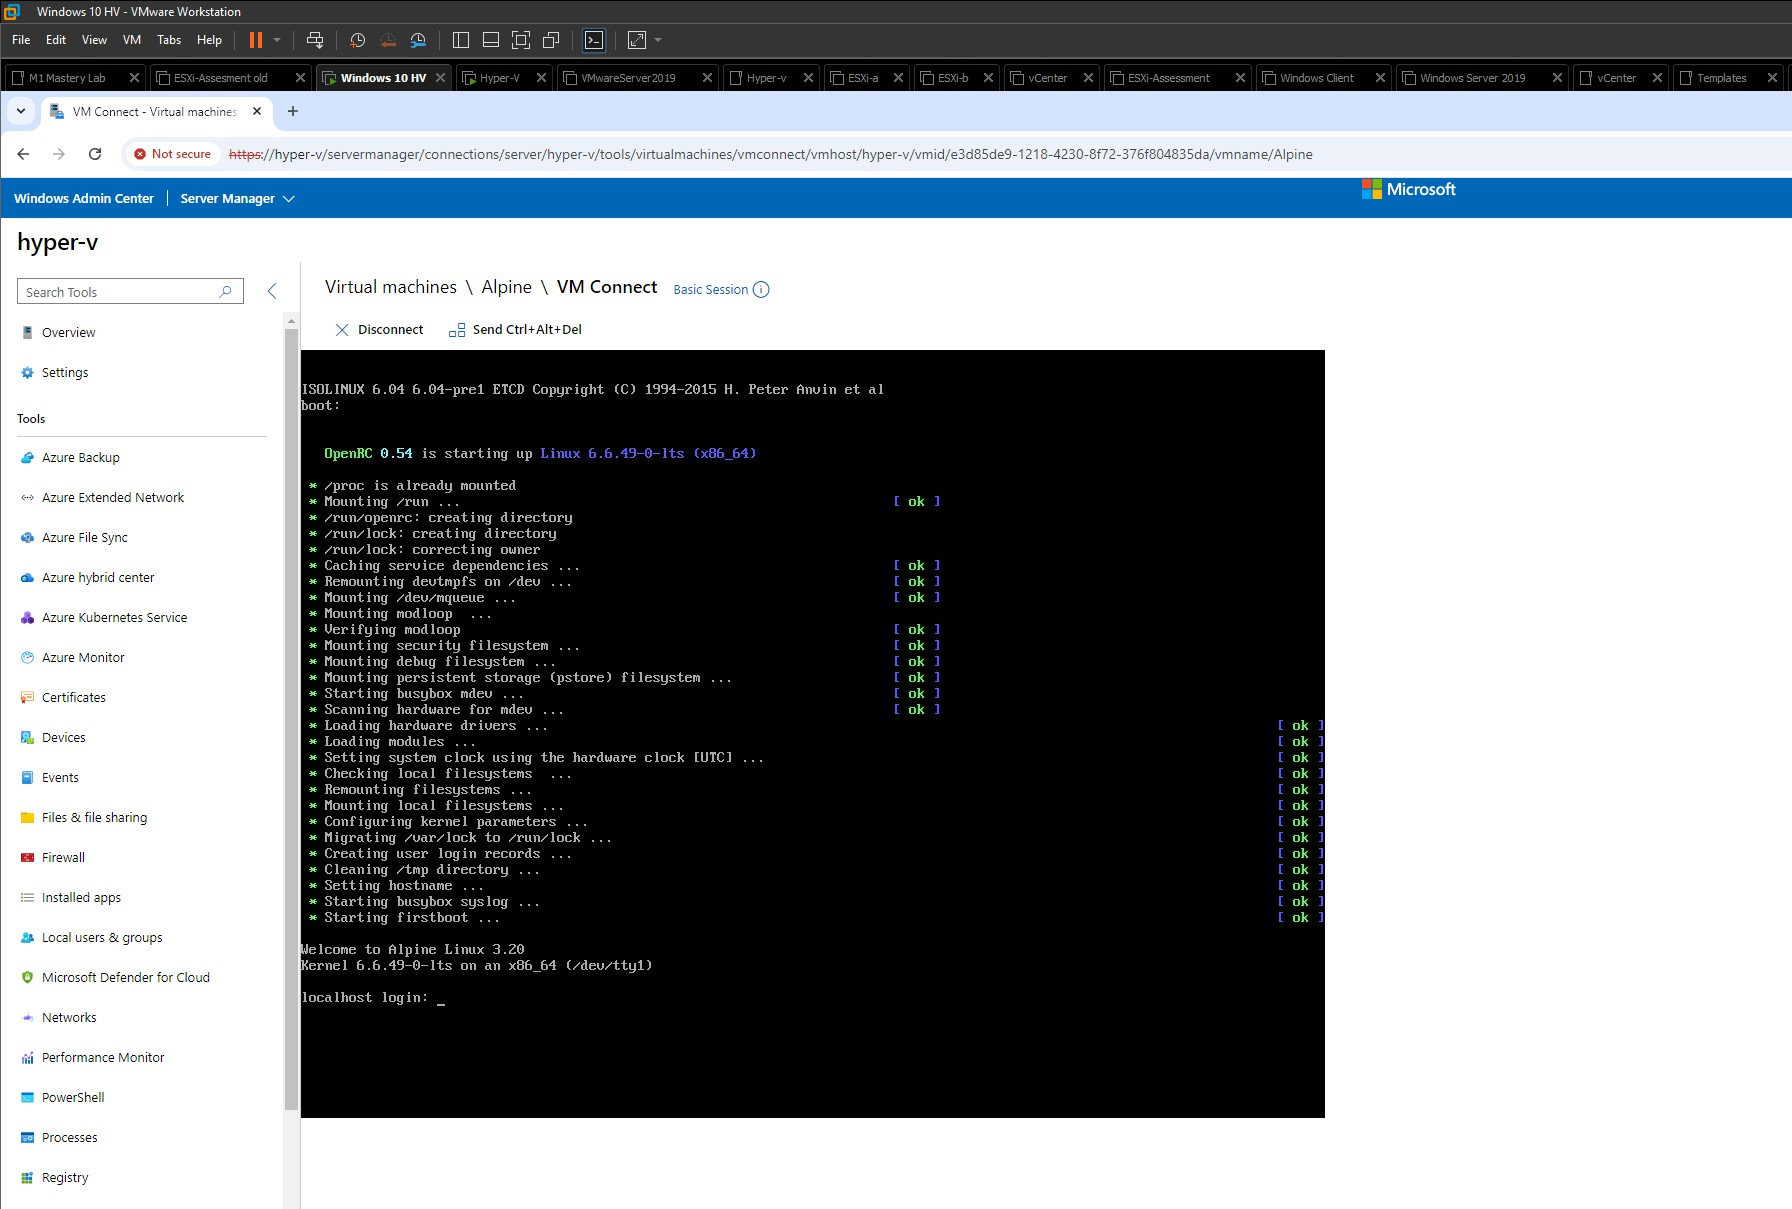 Windows 10 HV - VMware Workstation
File Edit View VM Tabs Help
M1 Mastery Lab ESXi-Assesment old Windows 10 HV Hyper-V VMwareServer2019 Hyper-v ESXi-a ESXi-b vCenter ESXi-Assessment Windows Client Windows Server 2019 vCenter Templates
VM Connect - Virtual machines
Not secure https://hyper-v/servermanager/connections/server/hyper-v/tools/virtualmachines/vmconnect/vmhost/hyper-v/vmid/e3d85de9-1218-4230-8f72-376f804835da/vmname/Alpine
Windows Admin Center Server Manager Microsoft
hyper-v
Search Tools
Overview
Settings
Tools
Azure Backup
Azure Extended Network
Azure File Sync
Azure hybrid center
Azure Kubernetes Service
Azure Monitor
Certificates
Devices
Events
Files & file sharing
Firewall
Installed apps
Local users & groups
Microsoft Defender for Cloud
Networks
Performance Monitor
PowerShell
Processes
Registry
Virtual machines \ Alpine \ VM Connect Basic Session
Disconnect Send Ctrl+Alt+Del
ISOLINUX 6.04 6.04-pre1 ETCD Copyright (C) 1994-2015 H. Peter Anvin et al
boot:
OpenRC 0.54 is starting up Linux 6.6.49-0-lts (x86_64)
* /proc is already mounted
* Mounting /run ... [ ok ]
* /run/openrc: creating directory
* /run/lock: creating directory
* /run/lock: correcting owner
* Caching service dependencies ... [ ok ]
* Remounting devtmpfs on /dev ... [ ok ]
* Mounting /dev/mqueue ... [ ok ]
* Mounting modloop ...
* Verifying modloop [ ok ]
* Mounting security filesystem ... [ ok ]
* Mounting debug filesystem ... [ ok ]
* Mounting persistent storage (pstore) filesystem ... [ ok ]
* Starting busybox mdev ... [ ok ]
* Scanning hardware for mdev ... [ ok ]
* Loading hardware drivers ... [ ok ]
* Loading modules ... [ ok ]
* Setting system clock using the hardware clock [UTC] ... [ ok ]
* Checking local filesystems ... [ ok ]
* Remounting filesystems ... [ ok ]
* Mounting local filesystems ... [ ok ]
* Configuring kernel parameters ... [ ok ]
* Migrating /var/lock to /run/lock ... [ ok ]
* Creating user login records ... [ ok ]
* Cleaning /tmp directory ... [ ok ]
* Setting hostname ... [ ok ]
* Starting busybox syslog ... [ ok ]
* Starting firstboot ... [ ok ]
Welcome to Alpine Linux 3.20
Kernel 6.6.49-0-lts on an x86_64 (/dev/tty1)
localhost login: _